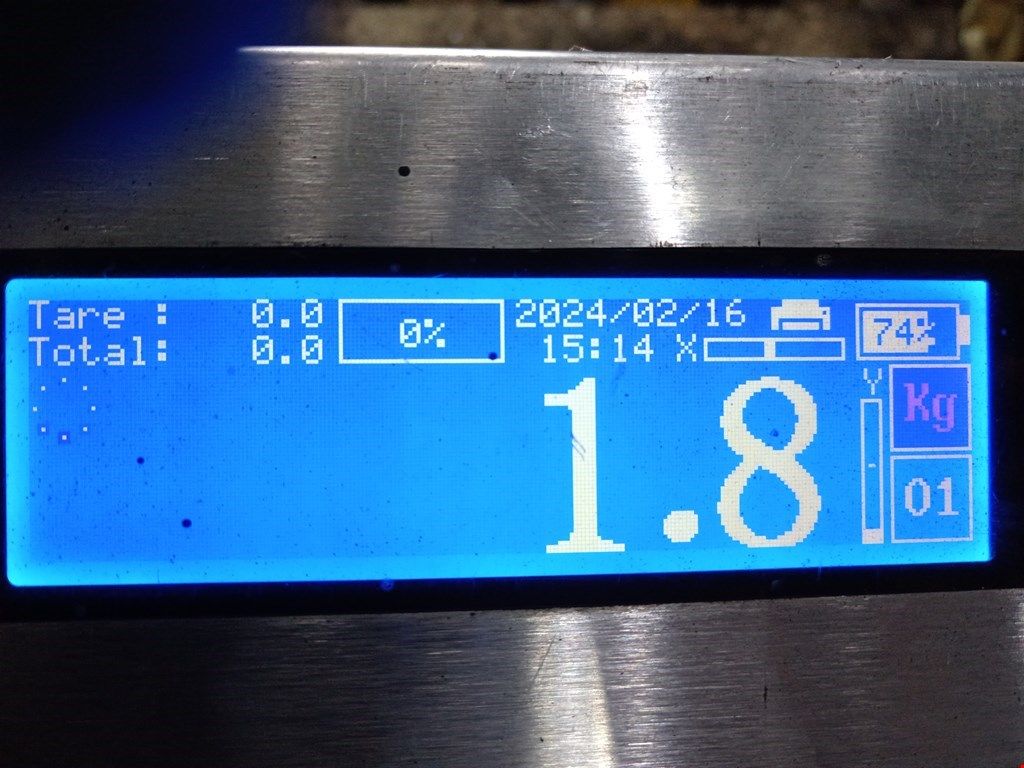 Tare : 0.0
Total: 0.0
0%
2024/02/16
15:14 X
74%
1.8
Y
Kg
01